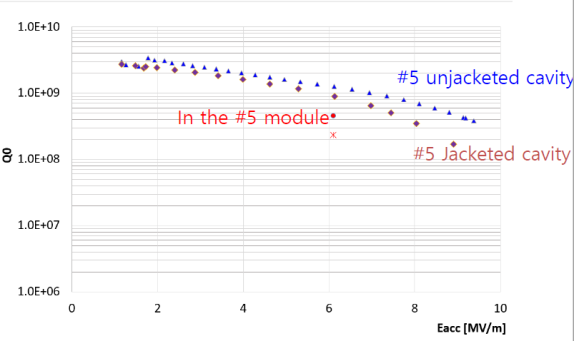 1.0E+10
#5 unjacketed cavity
1.0E+09
In the #5 module
#5 Jacketed cavity
Q0
1.0E+08
1.0E+07
1.0E+06
0 2 4 6 8 10
Eacc [MV/m]